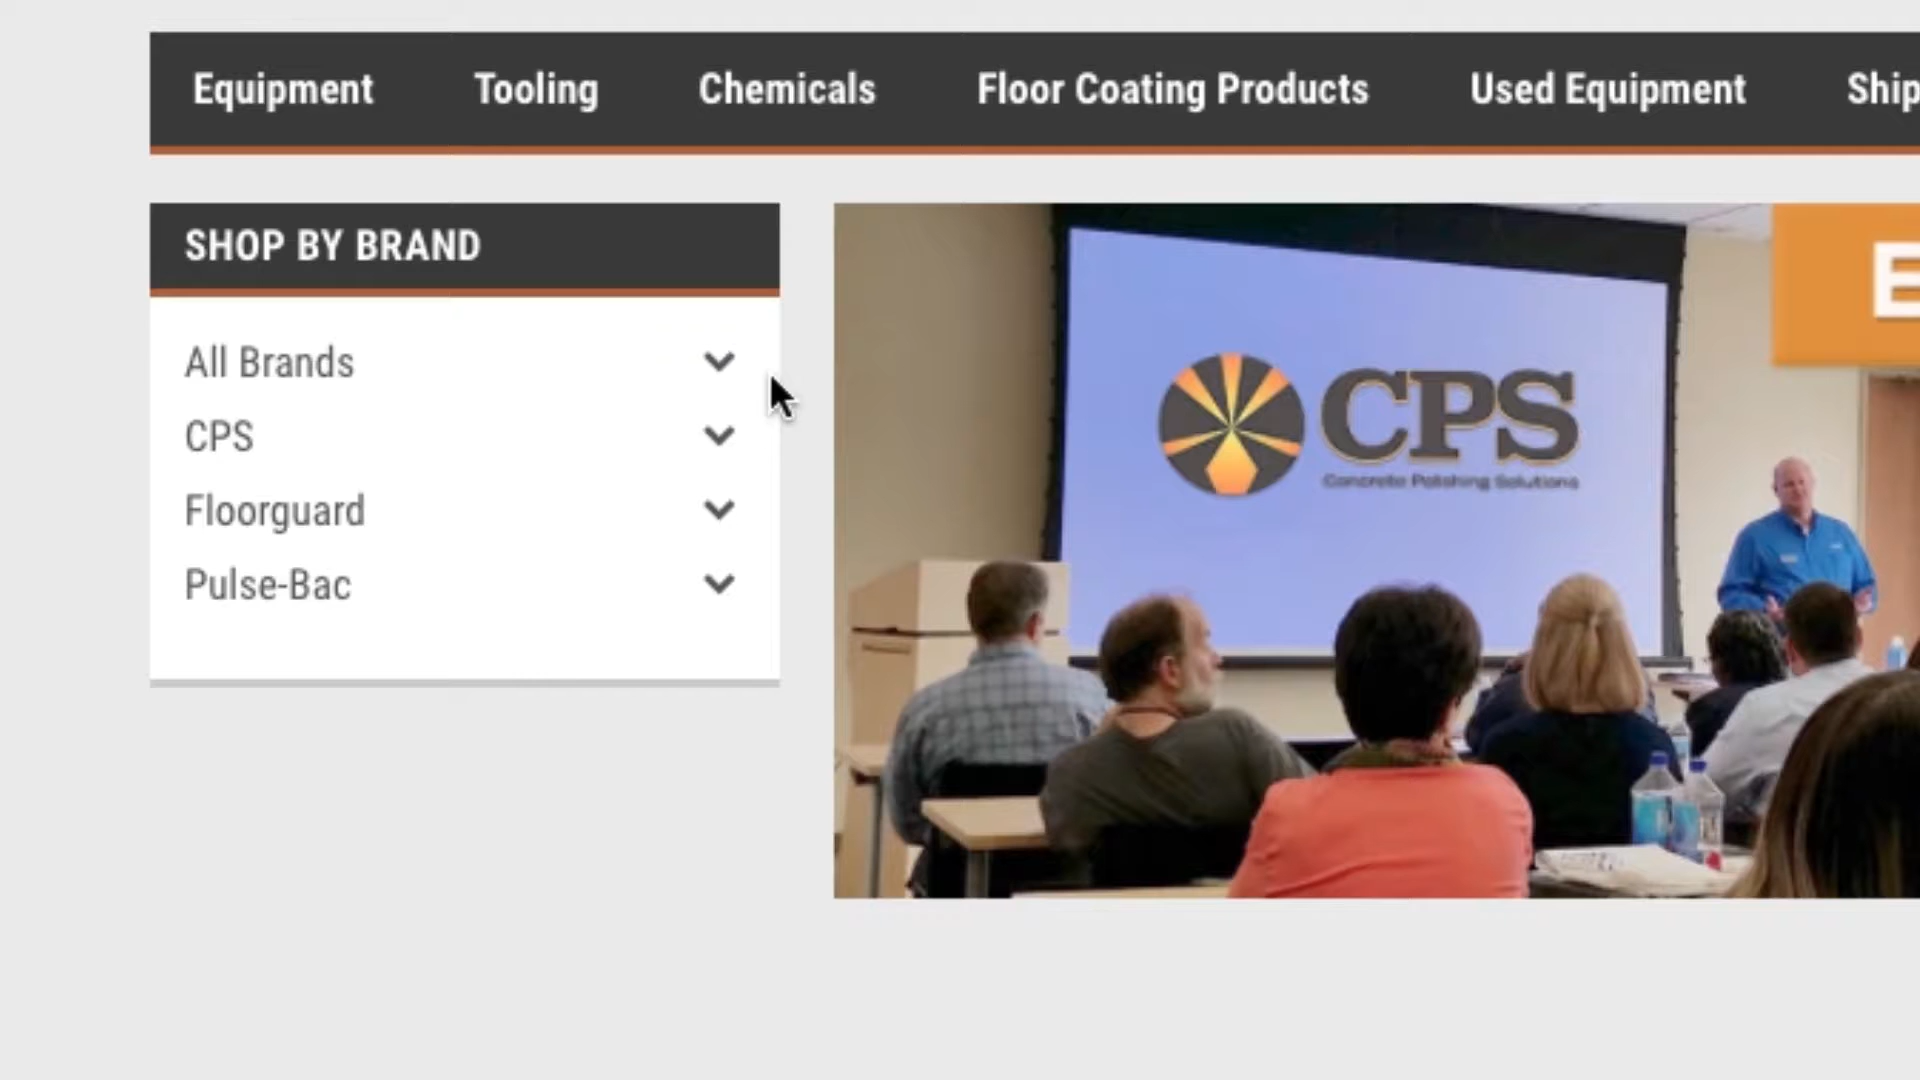 Equipment Tooling Chemicals Floor Coating Products Used Equipment Ship
SHOP BY BRAND
All Brands
CPS
Floorguard
Pulse-Bac
CPS
Concrete Polishing Solutions
E